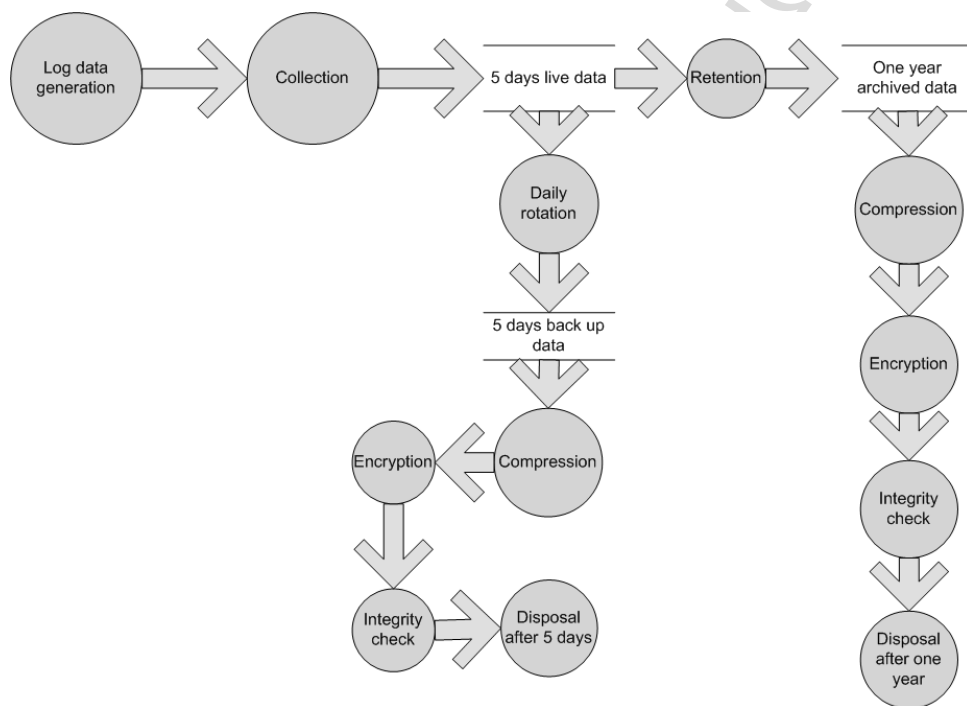 Log data
generation
Collection
5 days live data
Retention
One year
archived data
Daily
rotation
Compression
5 days back up
data
Encryption
Encryption
Compression
Integrity
check
Integrity
check
Disposal
after 5 days
Disposal
after one
year